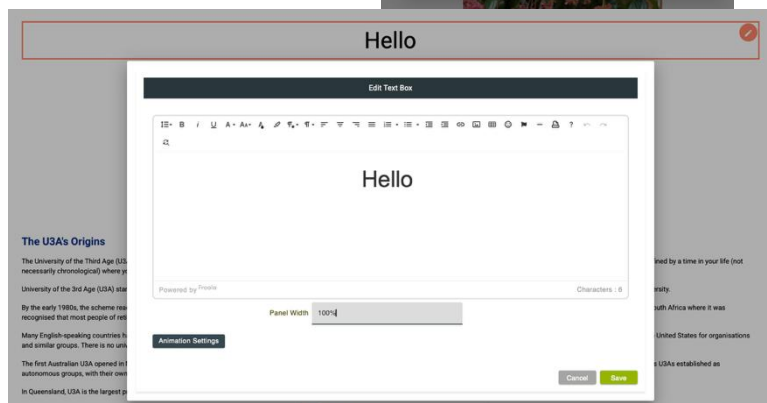 Hello
Edit Text Box
B I U A AA
?
Hello
Powered by Froala
Characters : 6
Panel Width 100%
Animation Settings
Cancel Save
The U3A's Origins
The University of the Third Age (U3A
ined by a time in your life (not
necessarily chronological) where yo
University of the 3rd Age (U3A) star
ersity.
By the early 1980s, the scheme rea
outh Africa where it was
recognised that most people of reti
Many English-speaking countries h
United States for organisations
and similar groups. There is no univ
The first Australian U3A opened in M
s U3As established as
autonomous groups, with their own
In Queensland, U3A is the largest p